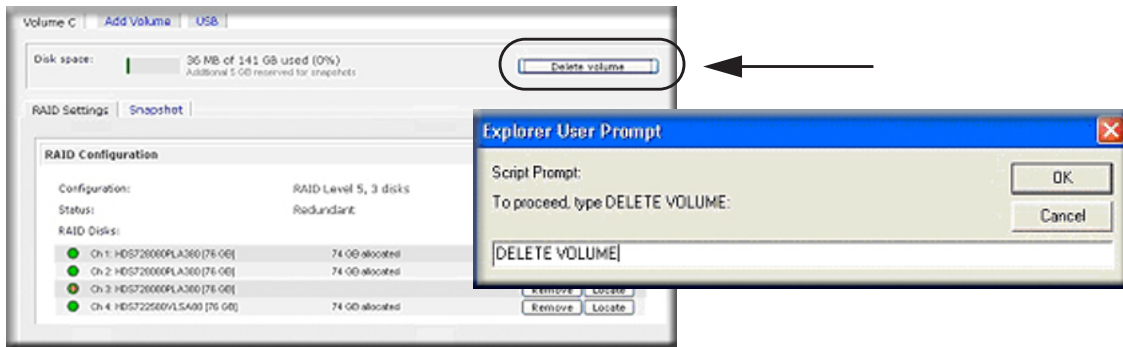 Volume C Add Volume USB
Disk space: 36 MB of 141 GB used (0%) Delete volume
Additional 5 GB reserved for snapshots
RAID Settings Snapshot
RAID Configuration
Configuration: RAID Level 5, 3 disks
Status: Redundant
RAID Disks:
Ch 1: HDS728080PLA380 [76 GB] 74 GB allocated
Ch 2: HDS728080PLA380 [76 GB] 74 GB allocated
Ch 3: HDS728080PLA380 [76 GB] Remove Locate
Ch 4: HDS722580VLSA80 [76 GB] 74 GB allocated Remove Locate
Explorer User Prompt
Script Prompt:
To proceed, type DELETE VOLUME:
OK
Cancel
DELETE VOLUME